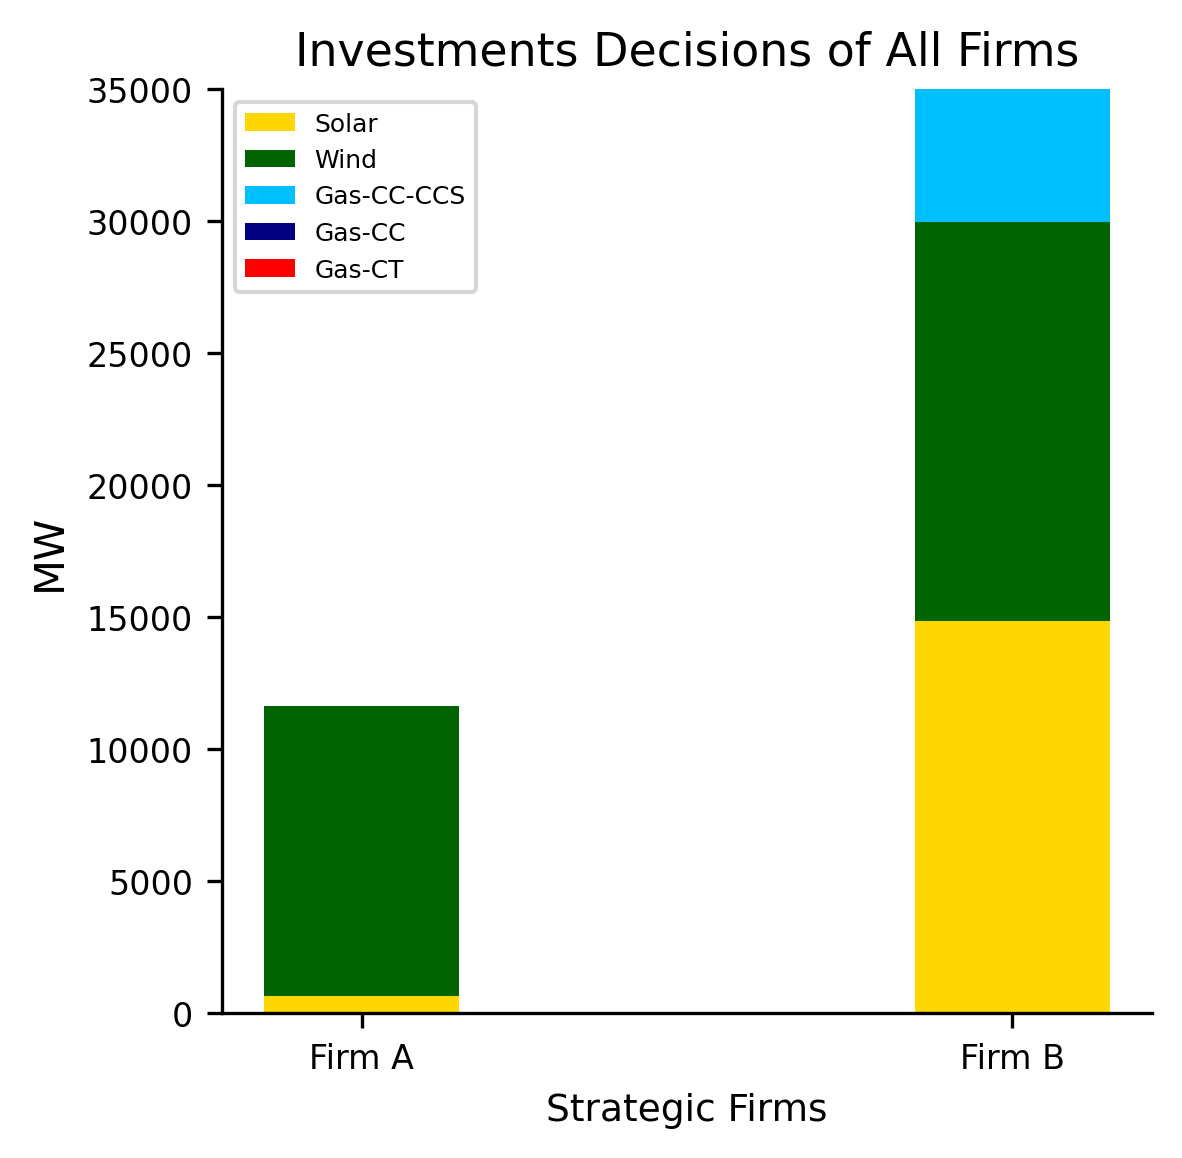 Investments Decisions of All Firms
35000
30000
25000
20000
15000
10000
5000
0
MW
Solar
Wind
Gas-CC-CCS
Gas-CC
Gas-CT
Firm A
Firm B
Strategic Firms